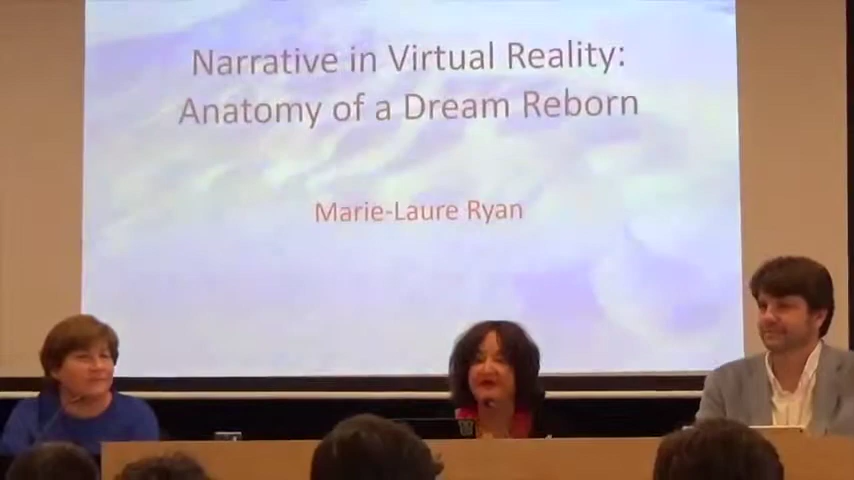 Narrative in Virtual Reality:
Anatomy of a Dream Reborn
Marie-Laure Ryan